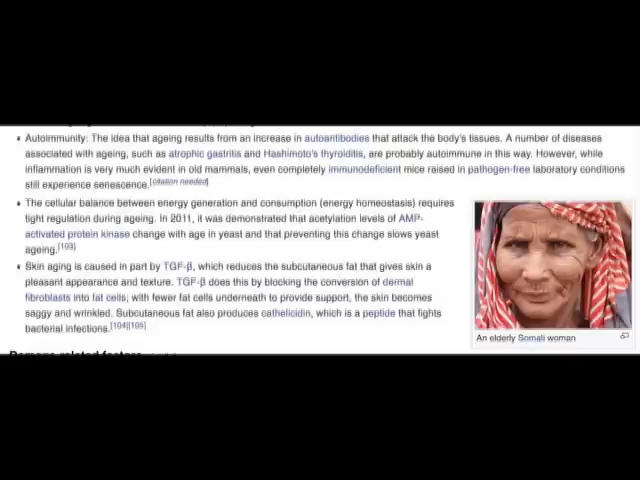 • Autoimmunity: The idea that ageing results from an increase in autoantibodies that attack the body's tissues. A number of diseases
associated with ageing, such as atrophic gastritis and Hashimoto's thyroiditis, are probably autoimmune in this way. However, while
inflammation is very much evident in old mammals, even completely immunodeficient mice raised in pathogen-free laboratory conditions
still experience senescence.[citation needed]
• The cellular balance between energy generation and consumption (energy homeostasis) requires
tight regulation during ageing. In 2011, it was demonstrated that acetylation levels of AMP-
activated protein kinase change with age in yeast and that preventing this change slows yeast
ageing.[103]
• Skin aging is caused in part by TGF-β, which reduces the subcutaneous fat that gives skin a
pleasant appearance and texture. TGF-β does this by blocking the conversion of dermal
fibroblasts into fat cells; with fewer fat cells underneath to provide support, the skin becomes
saggy and wrinkled. Subcutaneous fat also produces cathelicidin, which is a peptide that fights
bacterial infections.[104][105]
An elderly Somali woman